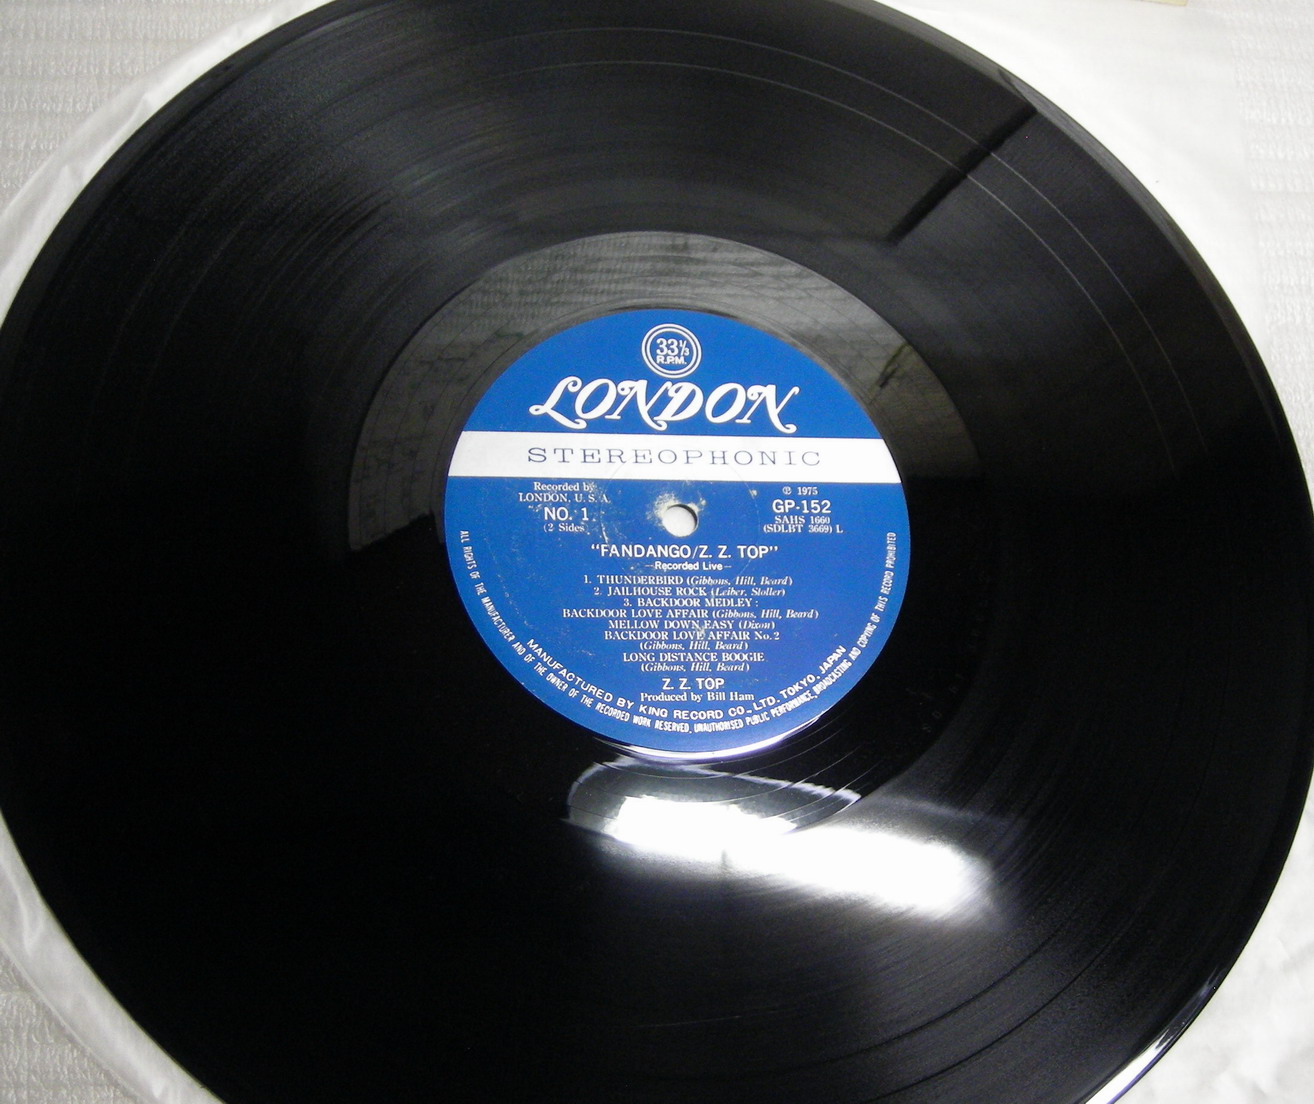 33⅓
R.P.M.
LONDON
STEREOPHONIC
Recorded by
LONDON, U. S. A.
NO. 1
(2 Sides
℗ 1975
GP-152
SAHS 1660
(SDLBT 3669) L
"FANDANGO/Z. Z. TOP"
—Recorded Live—
1. THUNDERBIRD (Gibbons, Hill, Beard)
2. JAILHOUSE ROCK (Leiber, Stoller)
3. BACKDOOR MEDLEY :
BACKDOOR LOVE AFFAIR (Gibbons, Hill, Beard)
MELLOW DOWN EASY (Dixon)
BACKDOOR LOVE AFFAIR No. 2
(Gibbons, Hill, Beard)
LONG DISTANCE BOOGIE
(Gibbons, Hill, Beard)
Z. Z. TOP
Produced by Bill Ham
MANUFACTURED BY KING RECORD CO., LTD. TOKYO, JAPAN
ALL RIGHTS OF THE MANUFACTURER AND OF THE OWNER OF THE RECORDED WORK RESERVED. UNAUTHORISED PUBLIC PERFORMANCE, BROADCASTING AND COPYING OF THIS RECORD PROHIBITED